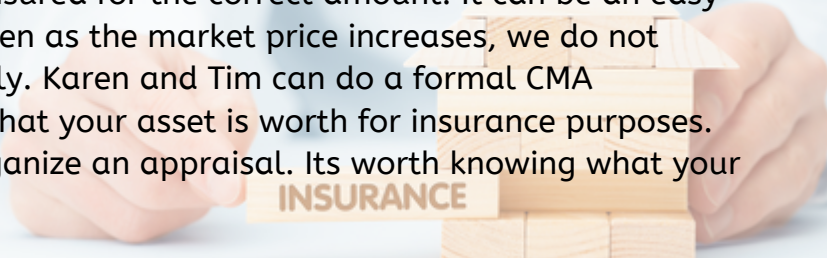 sured for the correct amount. It can be an easy
en as the market price increases, we do not
ly. Karen and Tim can do a formal CMA
hat your asset is worth for insurance purposes.
ganize an appraisal. Its worth knowing what your
INSURANCE